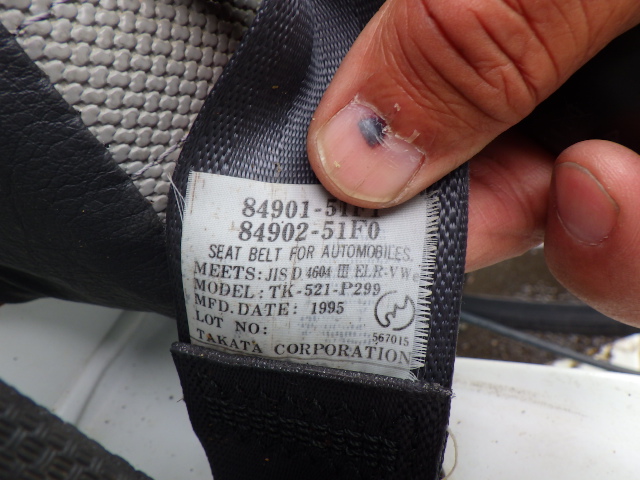 84901-51F1
84902-51F0
SEAT BELT FOR AUTOMOBILES.
MEETS: JIS D 4604 III ELR-VWe
MODEL: TK-521-P299
MFD. DATE: 1995
LOT NO:
567015
TAKATA CORPORATION